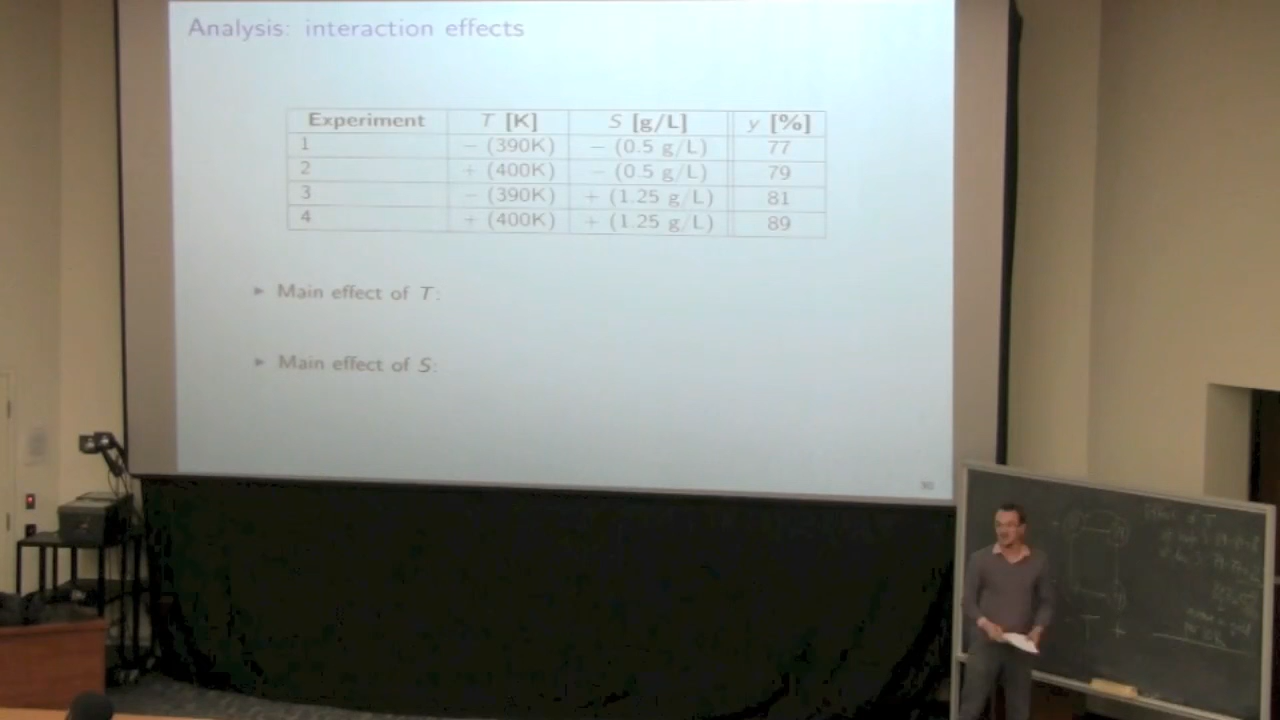 Analysis: interaction effects
Experiment T [K] S [g/L] y [%]
1 − (390K) − (0.5 g/L) 77
2 + (400K) − (0.5 g/L) 79
3 − (390K) + (1.25 g/L) 81
4 + (400K) + (1.25 g/L) 89
► Main effect of T:
► Main effect of S: